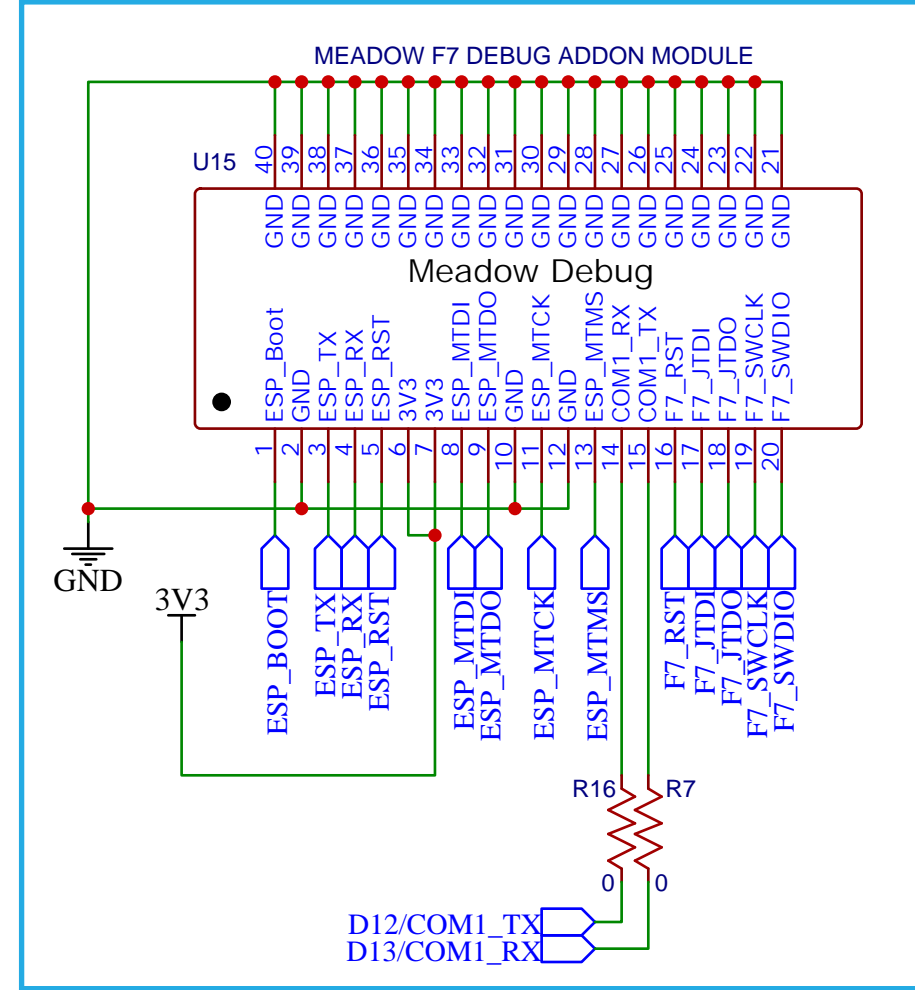 MEADOW F7 DEBUG ADDON MODULE
U15
40 39 38 37 36 35 34 33 32 31 30 29 28 27 26 25 24 23 22 21
GND GND GND GND GND GND GND GND GND GND GND GND GND GND GND GND GND GND GND GND
Meadow Debug
ESP_Boot GND ESP_TX ESP_RX ESP_RST 3V3 3V3 ESP_MTDI ESP_MTDO GND ESP_MTCK GND ESP_MTMS COM1_RX COM1_TX F7_RST F7_JTDI F7_JTDO F7_SWCLK F7_SWDIO
1 2 3 4 5 6 7 8 9 10 11 12 13 14 15 16 17 18 19 20
GND
3V3
ESP_BOOT ESP_TX ESP_RX ESP_RST ESP_MTDI ESP_MTDO ESP_MTCK ESP_MTMS F7_RST F7_JTDI F7_JTDO F7_SWCLK F7_SWDIO
R16 R7
0 0
D12/COM1_TX
D13/COM1_RX